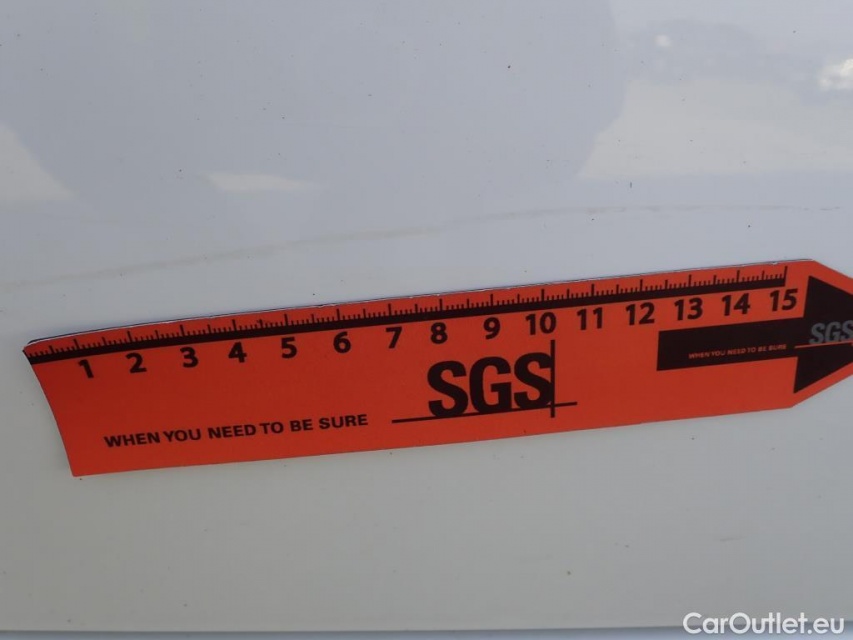 1 2 3 4 5 6 7 8 9 10 11 12 13 14 15
SGS
WHEN YOU NEED TO BE SURE
WHEN YOU NEED TO BE SURE
SGS
CarOutlet.eu